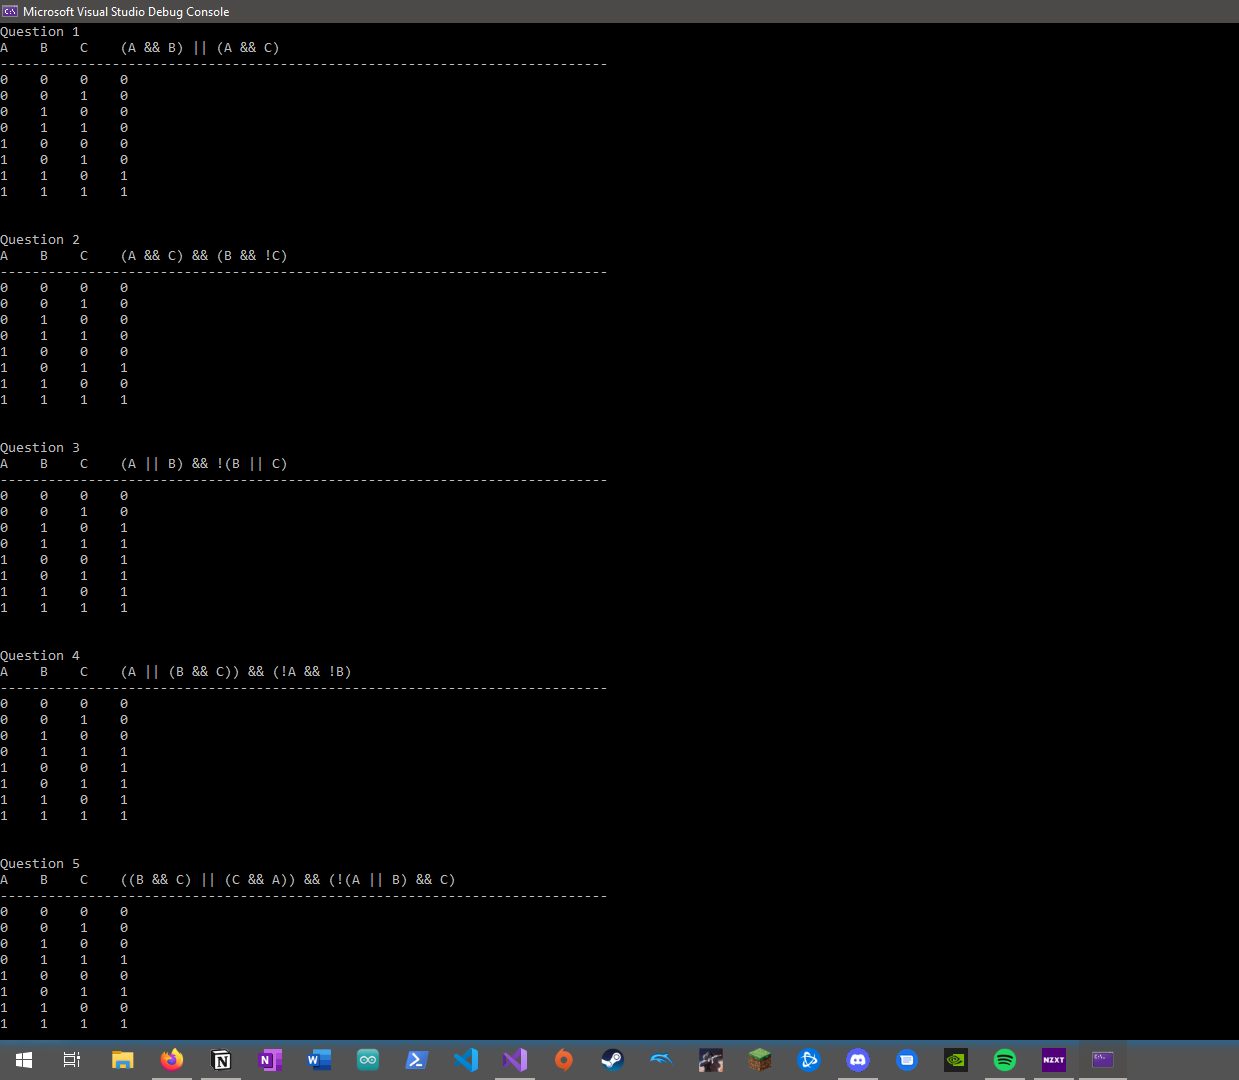 Microsoft Visual Studio Debug Console
Question 1
A B C (A && B) || (A && C)
----------------------------------------------------------------------------
0 0 0 0
0 0 1 0
0 1 0 0
0 1 1 0
1 0 0 0
1 0 1 0
1 1 0 1
1 1 1 1
Question 2
A B C (A && C) && (B && !C)
----------------------------------------------------------------------------
0 0 0 0
0 0 1 0
0 1 0 0
0 1 1 0
1 0 0 0
1 0 1 1
1 1 0 0
1 1 1 1
Question 3
A B C (A || B) && !(B || C)
----------------------------------------------------------------------------
0 0 0 0
0 0 1 0
0 1 0 1
0 1 1 1
1 0 0 1
1 0 1 1
1 1 0 1
1 1 1 1
Question 4
A B C (A || (B && C)) && (!A && !B)
----------------------------------------------------------------------------
0 0 0 0
0 0 1 0
0 1 0 0
0 1 1 1
1 0 0 1
1 0 1 1
1 1 0 1
1 1 1 1
Question 5
A B C ((B && C) || (C && A)) && (!(A || B) && C)
----------------------------------------------------------------------------
0 0 0 0
0 0 1 0
0 1 0 0
0 1 1 1
1 0 0 0
1 0 1 1
1 1 0 0
1 1 1 1
NZXT